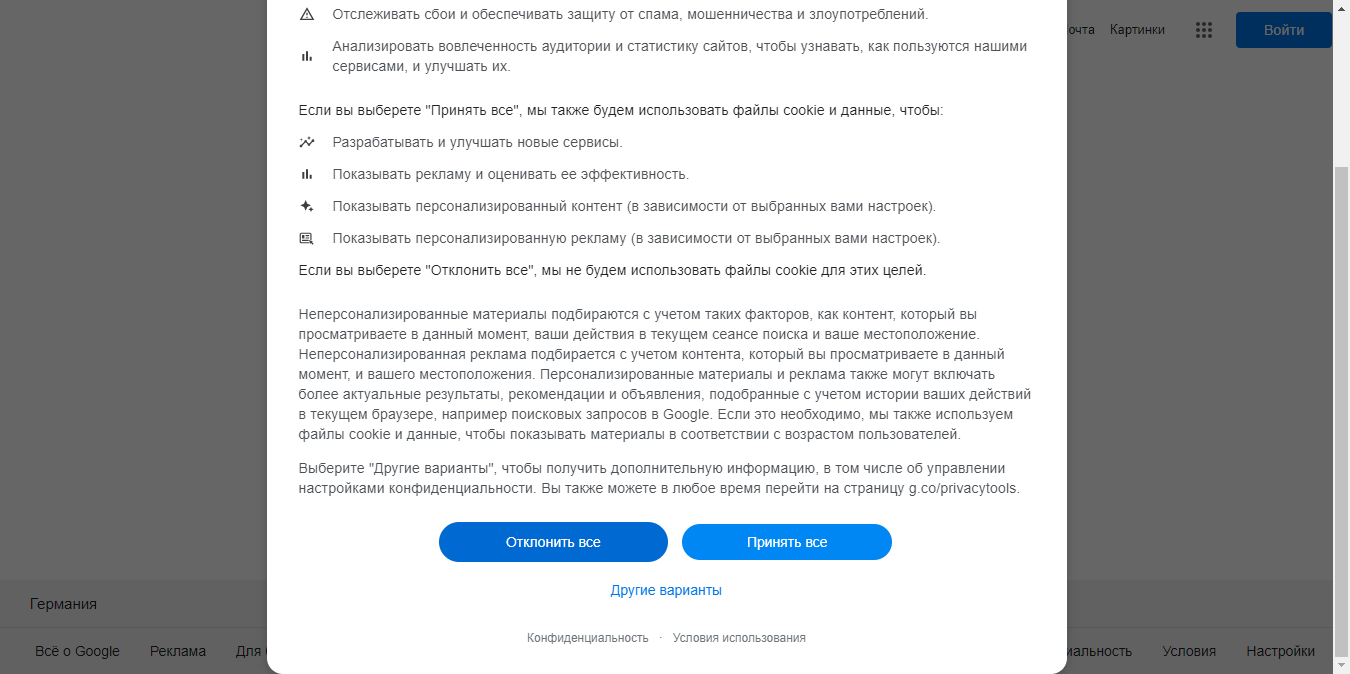 Отслеживать сбои и обеспечивать защиту от спама, мошенничества и злоупотреблений.
Картинки
Войти
Анализировать вовлеченность аудитории и статистику сайтов, чтобы узнавать, как пользуются нашими
сервисами, и улучшать их.
Если вы выберете "Принять все", мы также будем использовать файлы cookie и данные, чтобы:
Разрабатывать и улучшать новые сервисы.
Показывать рекламу и оценивать ее эффективность.
Показывать персонализированный контент (в зависимости от выбранных вами настроек).
Показывать персонализированную рекламу (в зависимости от выбранных вами настроек).
Если вы выберете "Отклонить все", мы не будем использовать файлы cookie для этих целей.
Неперсонализированные материалы подбираются с учетом таких факторов, как контент, который вы
просматриваете в данный момент, ваши действия в текущем сеансе поиска и ваше местоположение.
Неперсонализированная реклама подбирается с учетом контента, который вы просматриваете в данный
момент, и вашего местоположения. Персонализированные материалы и реклама также могут включать
более актуальные результаты, рекомендации и объявления, подобранные с учетом истории ваших действий
в текущем браузере, например поисковых запросов в Google. Если это необходимо, мы также используем
файлы cookie и данные, чтобы показывать материалы в соответствии с возрастом пользователей.
Выберите "Другие варианты", чтобы получить дополнительную информацию, в том числе об управлении
настройками конфиденциальности. Вы также можете в любое время перейти на страницу g.co/privacytools.
Отклонить все
Принять все
Другие варианты
Германия
Конфиденциальность · Условия использования
Всё о Google
Реклама
Для
Условия
Настройки